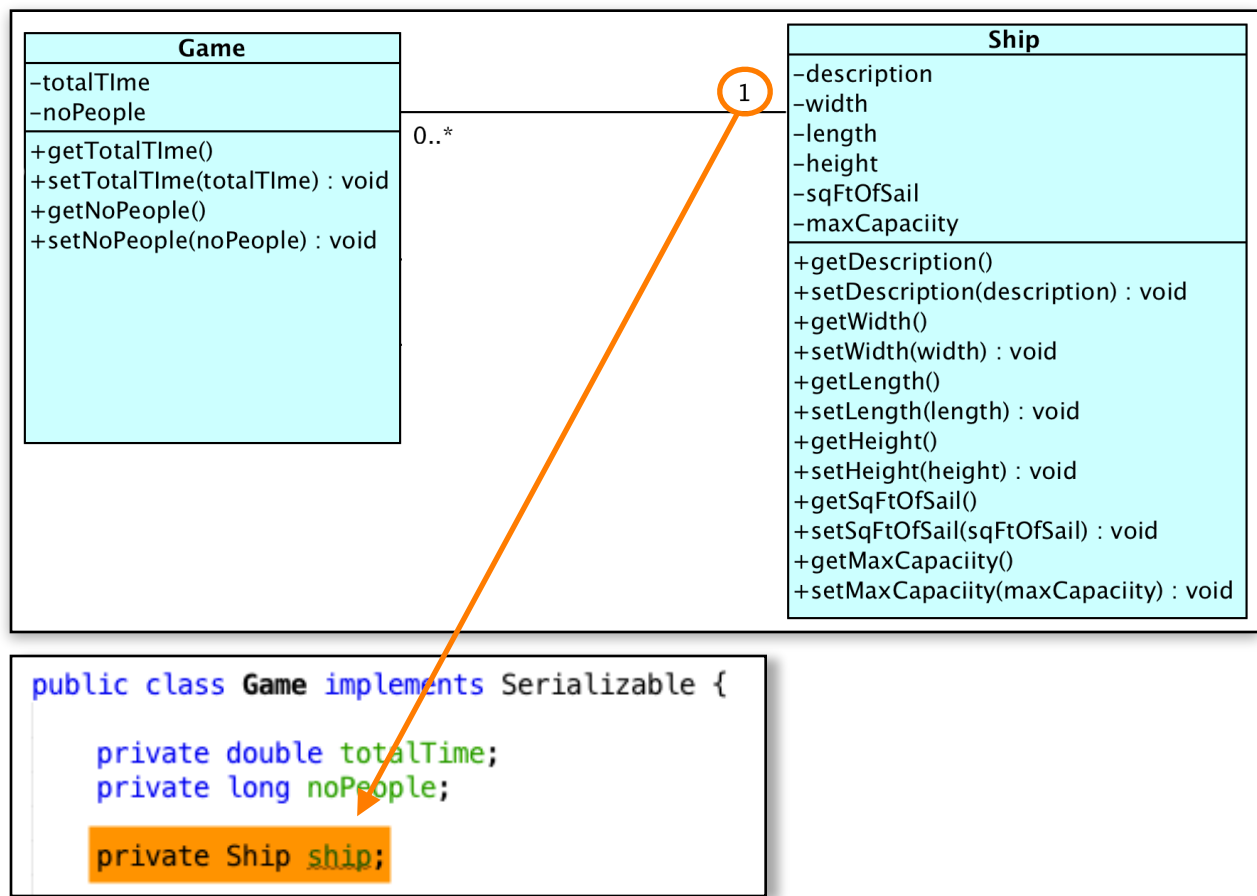 Game
-totalTIme
-noPeople
+getTotalTIme()
+setTotalTIme(totalTIme) : void
+getNoPeople()
+setNoPeople(noPeople) : void
0..*
1
Ship
-description
-width
-length
-height
-sqFtOfSail
-maxCapaciity
+getDescription()
+setDescription(description) : void
+getWidth()
+setWidth(width) : void
+getLength()
+setLength(length) : void
+getHeight()
+setHeight(height) : void
+getSqFtOfSail()
+setSqFtOfSail(sqFtOfSail) : void
+getMaxCapaciity()
+setMaxCapaciity(maxCapaciity) : void
public class Game implements Serializable {
private double totalTime;
private long noPeople;
private Ship ship;